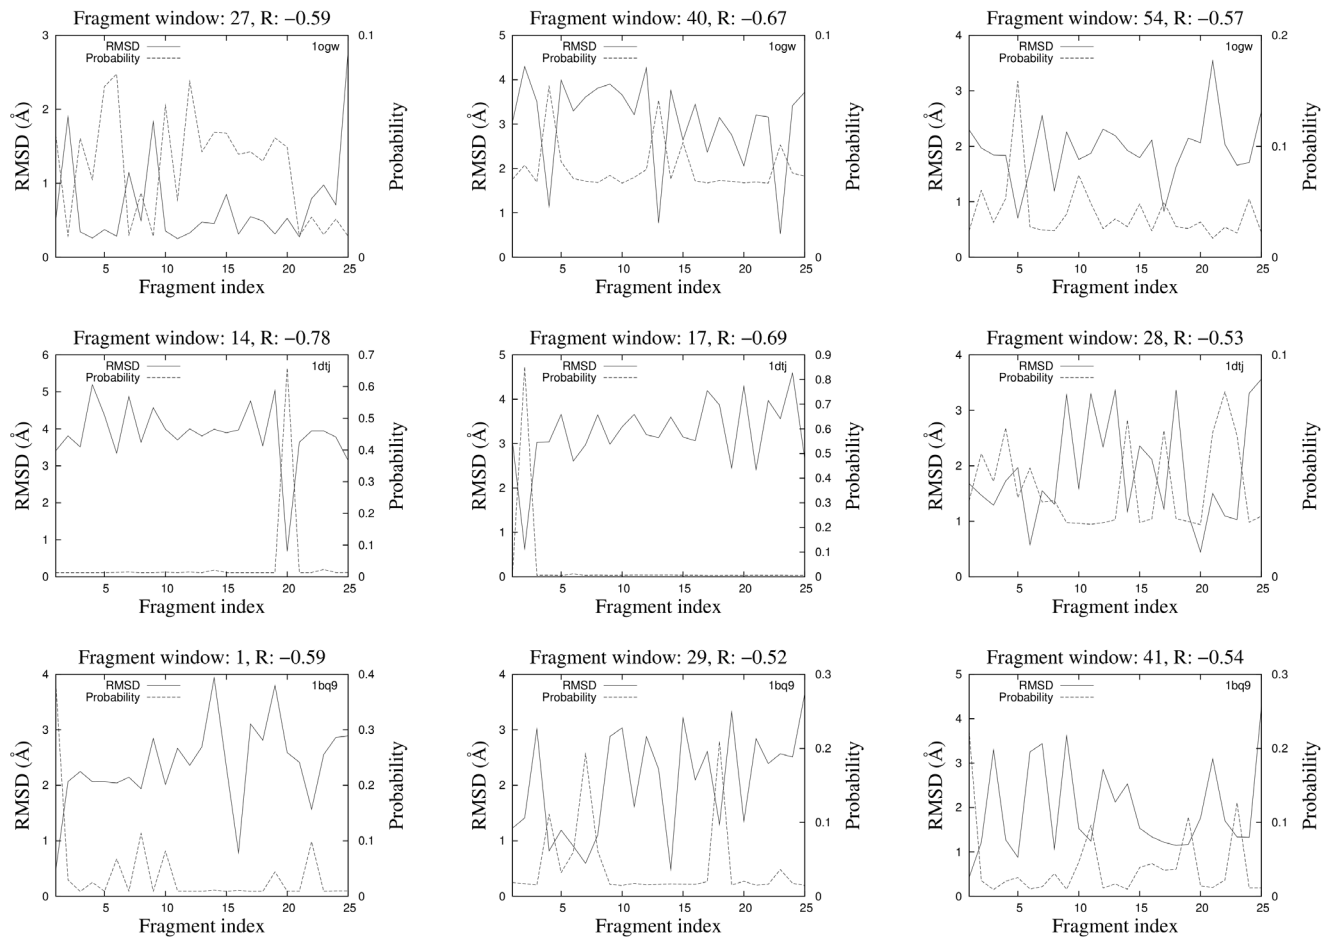 Fragment window: 27, R: −0.59
3
2
1
0
RMSD (Å)
RMSD
Probability
1ogw
0.1
0
Probability
5 10 15 20 25
Fragment index
Fragment window: 40, R: −0.67
5
4
3
2
1
0
RMSD (Å)
RMSD
Probability
1ogw
0.1
0
Probability
5 10 15 20 25
Fragment index
Fragment window: 54, R: −0.57
4
3
2
1
0
RMSD (Å)
RMSD
Probability
1ogw
0.2
0.1
0
Probability
5 10 15 20 25
Fragment index
Fragment window: 14, R: −0.78
6
5
4
3
2
1
0
RMSD (Å)
RMSD
Probability
1dtj
0.7
0.6
0.5
0.4
0.3
0.2
0.1
0
Probability
5 10 15 20 25
Fragment index
Fragment window: 17, R: −0.69
5
4
3
2
1
0
RMSD (Å)
RMSD
Probability
1dtj
0.9
0.8
0.7
0.6
0.5
0.4
0.3
0.2
0.1
0
Probability
5 10 15 20 25
Fragment index
Fragment window: 28, R: −0.53
4
3
2
1
0
RMSD (Å)
RMSD
Probability
1dtj
0.1
0
Probability
5 10 15 20 25
Fragment index
Fragment window: 1, R: −0.59
4
3
2
1
0
RMSD (Å)
RMSD
Probability
1bq9
0.4
0.3
0.2
0.1
0
Probability
5 10 15 20 25
Fragment index
Fragment window: 29, R: −0.52
4
3
2
1
0
RMSD (Å)
RMSD
Probability
1bq9
0.3
0.2
0.1
0
Probability
5 10 15 20 25
Fragment index
Fragment window: 41, R: −0.54
5
4
3
2
1
0
RMSD (Å)
RMSD
Probability
1bq9
0.3
0.2
0.1
0
Probability
5 10 15 20 25
Fragment index